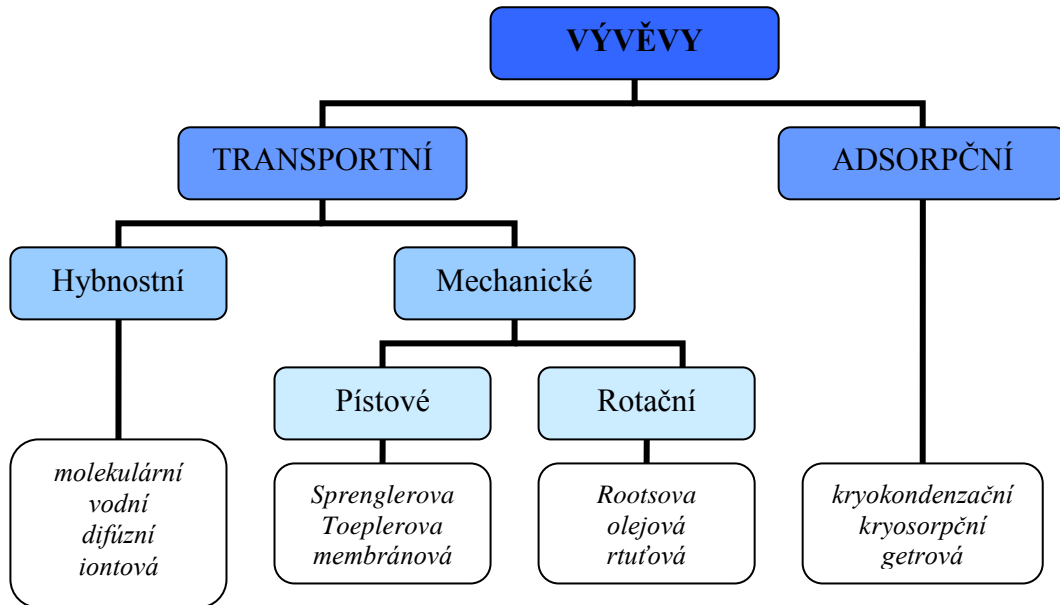 VÝVĚVY
TRANSPORTNÍ
ADSORPČNÍ
Hybnostní
Mechanické
Pístové
Rotační
molekulární
vodní
difúzní
iontová
Sprenglerova
Toeplerova
membránová
Rootsova
olejová
rtuťová
kryokondenzační
kryosorpční
getrová